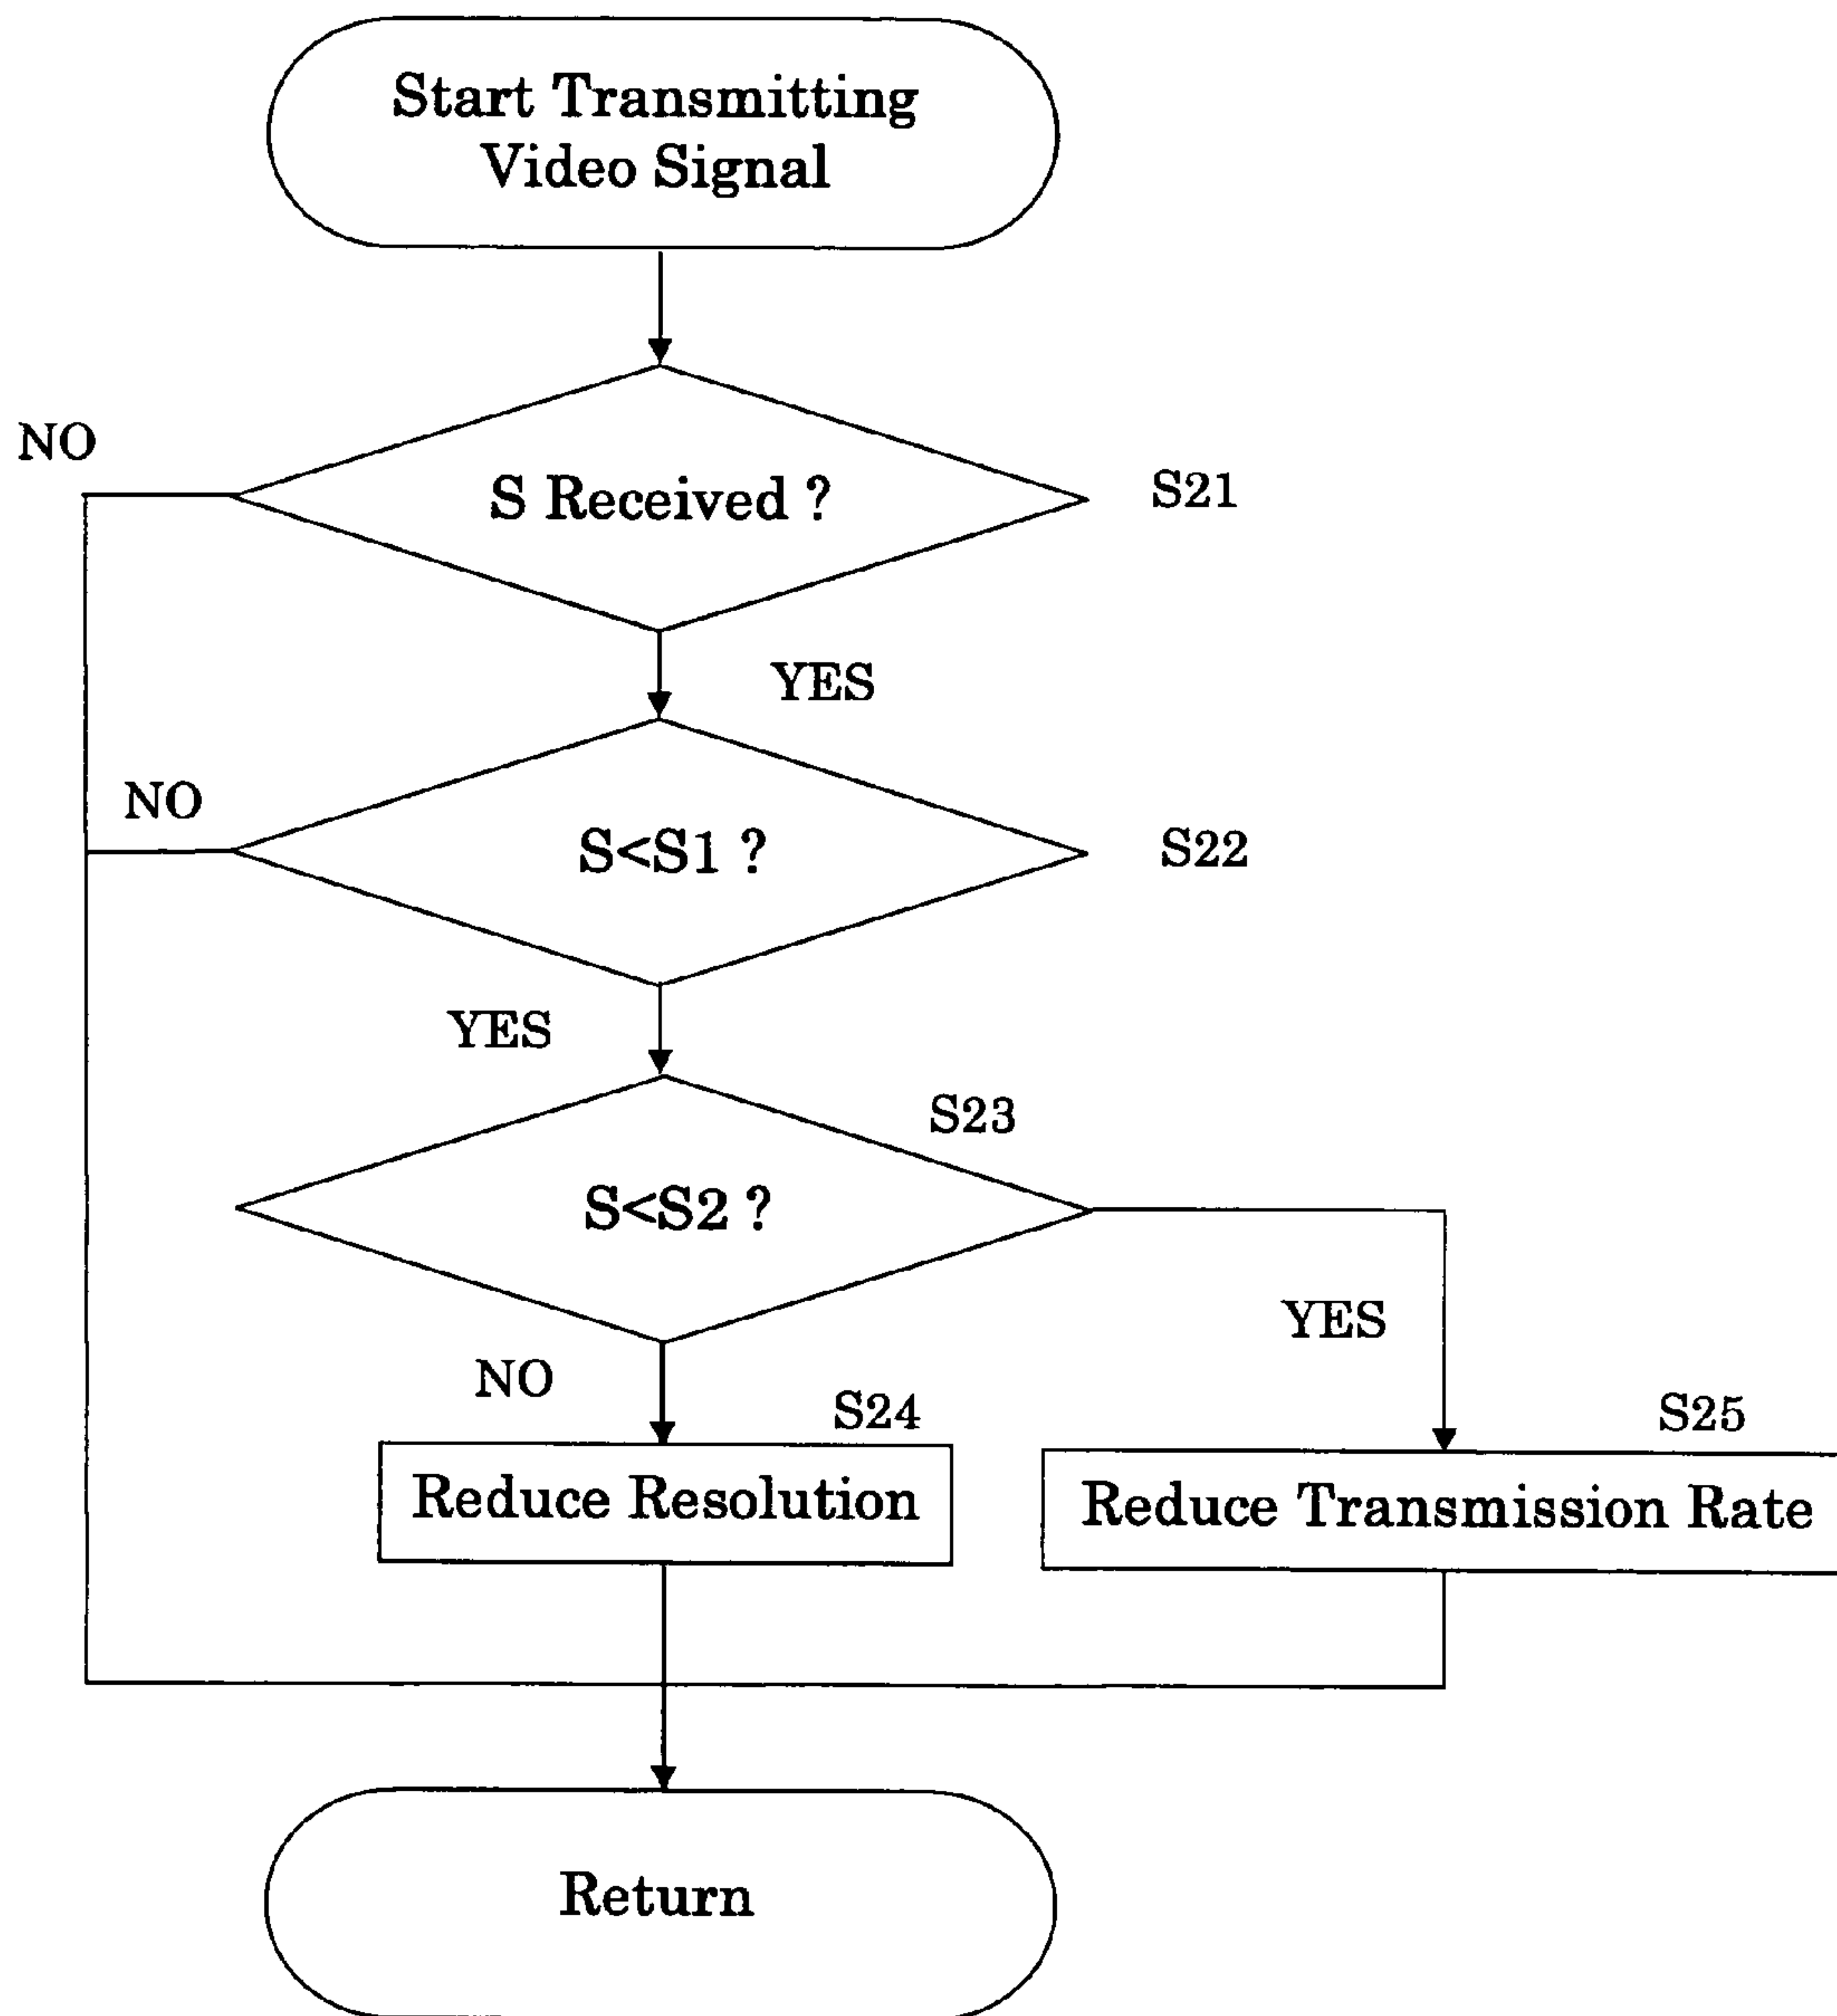 Start Transmitting
Video Signal
NO
S Received ?
S21
YES
NO
S<S1 ?
S22
YES
S23
S<S2 ?
YES
NO
S24
S25
Reduce Resolution
Reduce Transmission Rate
Return